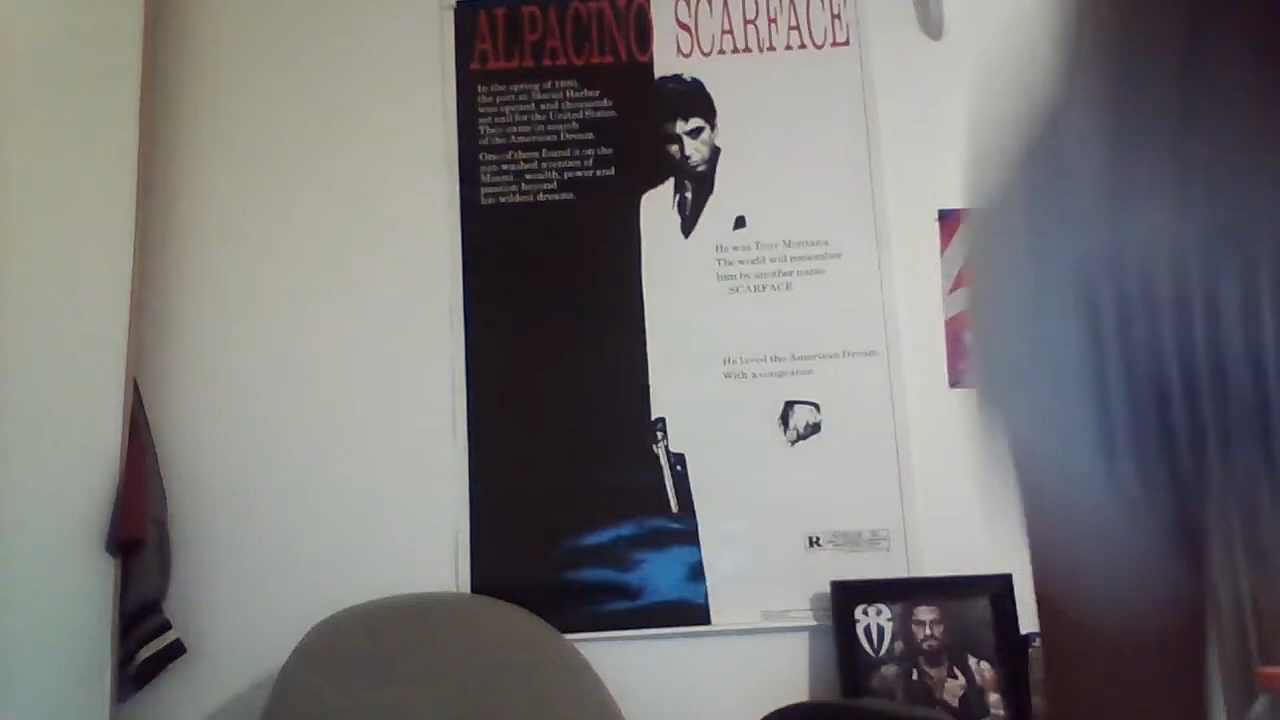 AL PACINO SCARFACE
In the spring of 1980,
the port at Mariel Harbor
was opened, and thousands
set sail for the United States.
They came in search
of the American Dream.
One of them found it on the
sun-washed avenues of
Miami... wealth, power and
passion beyond
his wildest dreams.
He was Tony Montana.
The world will remember
him by another name
...SCARFACE.
He loved the American Dream.
With a vengeance.
R